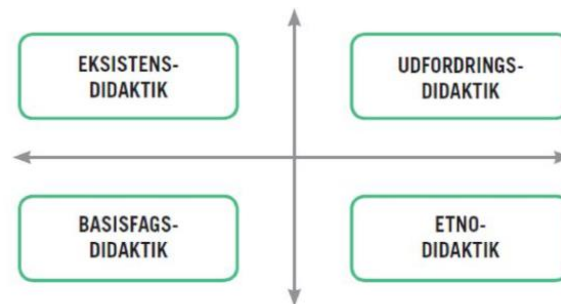 EKSISTENS-
DIDAKTIK
UDFORDRINGS-
DIDAKTIK
BASISFAGS-
DIDAKTIK
ETNO-
DIDAKTIK